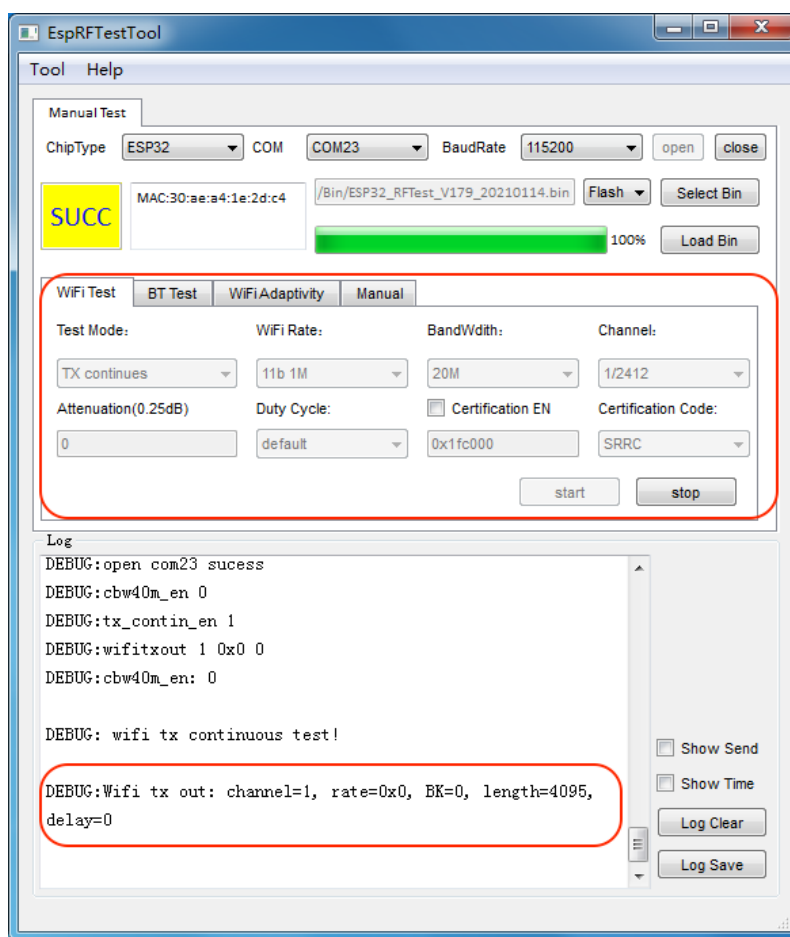 EspRFTestTool
Tool Help
Manual Test
ChipType ESP32 COM COM23 BaudRate 115200 open close
SUCC MAC:30:ae:a4:1e:2d:c4 /Bin/ESP32_RFTest_V179_20210114.bin Flash Select Bin
100% Load Bin
WiFi Test BT Test WiFi Adaptivity Manual
Test Mode: WiFi Rate: BandWdith: Channel:
TX continues 11b 1M 20M 1/2412
Attenuation(0.25dB) Duty Cycle: Certification EN Certification Code:
0 default 0x1fc000 SRRC
start stop
Log
DEBUG:open com23 sucess
DEBUG:cbw40m_en 0
DEBUG:tx_contin_en 1
DEBUG:wifitxout 1 0x0 0
DEBUG:cbw40m_en: 0
DEBUG: wifi tx continuous test!
DEBUG:Wifi tx out: channel=1, rate=0x0, BK=0, length=4095,
delay=0
Show Send
Show Time
Log Clear
Log Save